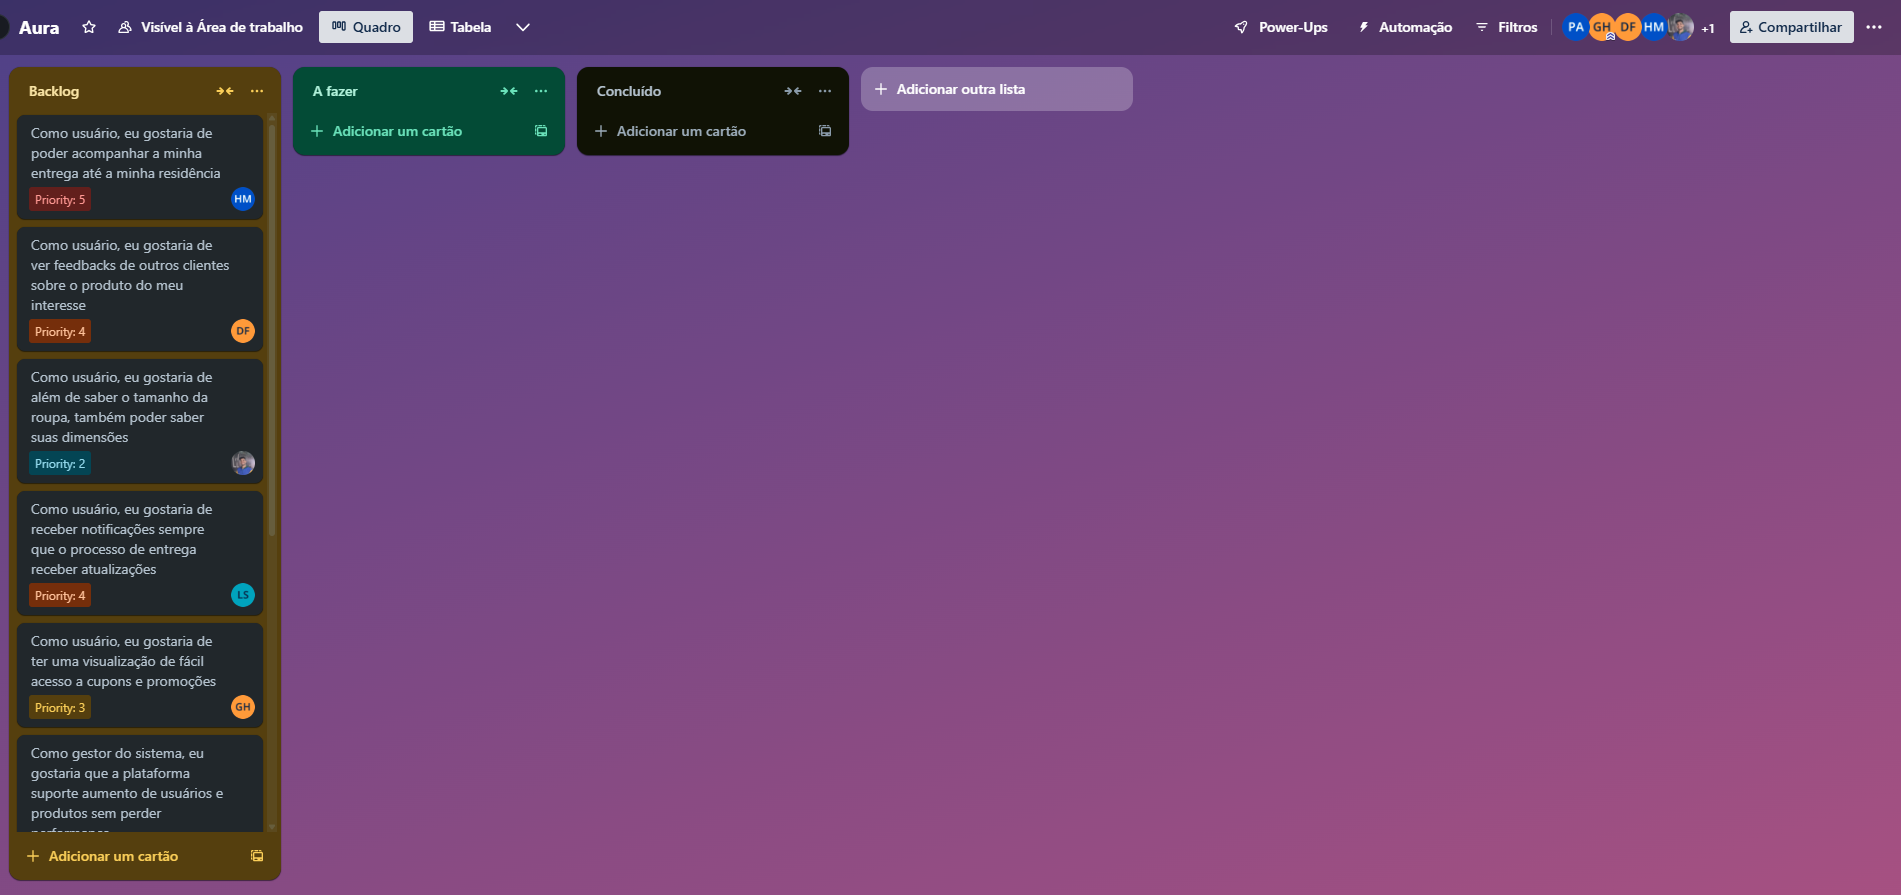 Aura
Visível à Área de trabalho
Quadro
Tabela
Power-Ups
Automação
Filtros
PA
GH
DF
HM
+1
Compartilhar
Backlog
Como usuário, eu gostaria de
poder acompanhar a minha
entrega até a minha residência
Priority: 5
HM
Como usuário, eu gostaria de
ver feedbacks de outros clientes
sobre o produto do meu
interesse
Priority: 4
DF
Como usuário, eu gostaria de
além de saber o tamanho da
roupa, também poder saber
suas dimensões
Priority: 2
Como usuário, eu gostaria de
receber notificações sempre
que o processo de entrega
receber atualizações
Priority: 4
LS
Como usuário, eu gostaria de
ter uma visualização de fácil
acesso a cupons e promoções
Priority: 3
GH
Como gestor do sistema, eu
gostaria que a plataforma
suporte aumento de usuários e
produtos sem perder
Adicionar um cartão
A fazer
Adicionar um cartão
Concluído
Adicionar um cartão
Adicionar outra lista